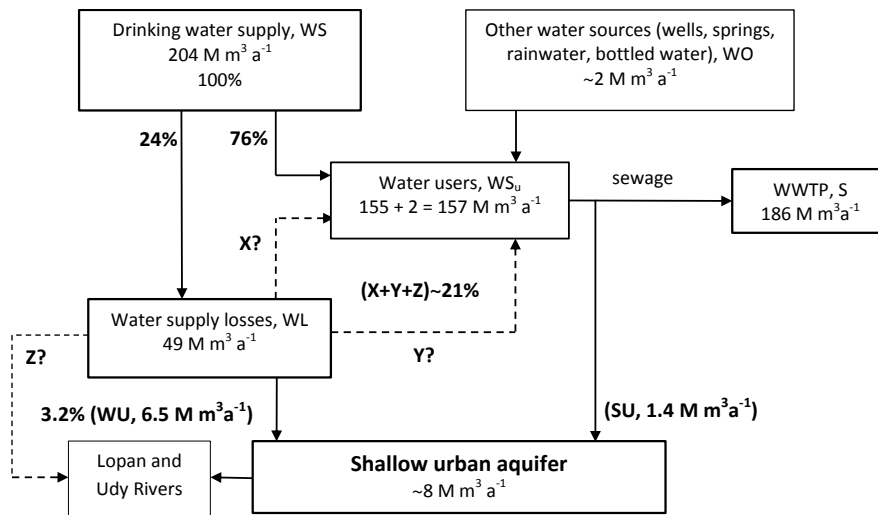 Drinking water supply, WS
204 M m³ a⁻¹
100%
Other water sources (wells, springs,
rainwater, bottled water), WO
~2 M m³ a⁻¹
24%
76%
Water users, WSᵤ
155 + 2 = 157 M m³ a⁻¹
sewage
WWTP, S
186 M m³a⁻¹
X?
(X+Y+Z)~21%
Water supply losses, WL
49 M m³ a⁻¹
Z?
Y?
3.2% (WU, 6.5 M m³a⁻¹)
(SU, 1.4 M m³a⁻¹)
Lopan and
Udy Rivers
Shallow urban aquifer
~8 M m³ a⁻¹